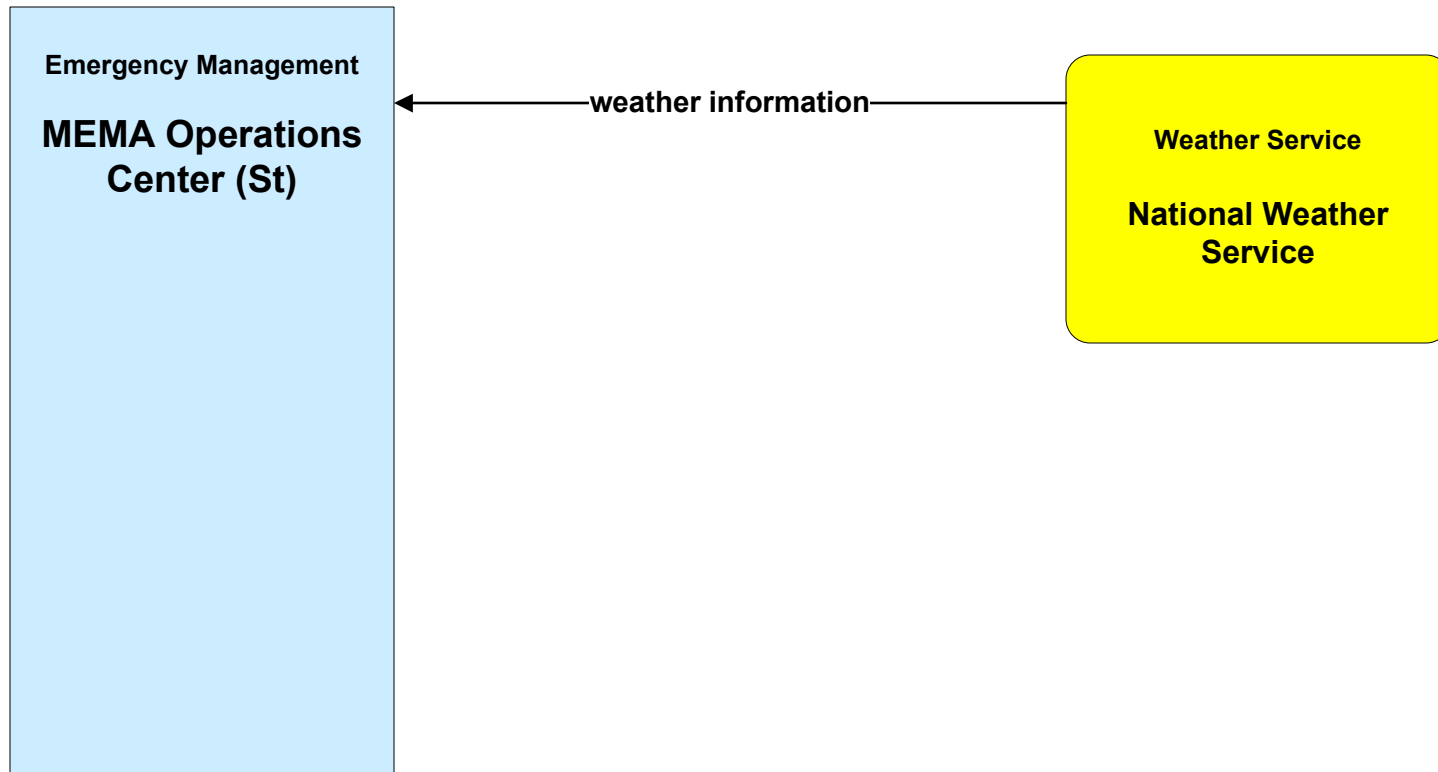 Emergency Management
MEMA Operations
Center (St)
weather information
Weather Service
National Weather
Service